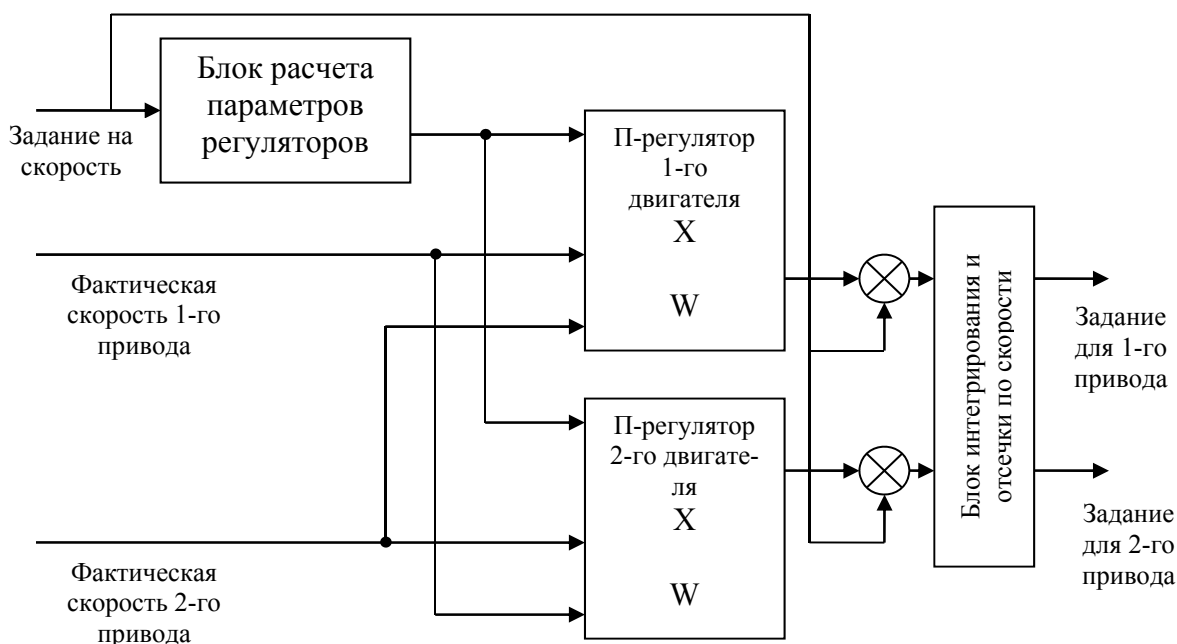 Блок расчета
параметров
регуляторов
Задание на
скорость
П-регулятор
1-го
двигателя
X
W
Фактическая
скорость 1-го
привода
П-регулятор
2-го двигате-
ля
X
W
Фактическая
скорость 2-го
привода
Блок интегрирования и
отсечки по скорости
Задание
для 1-го
привода
Задание
для 2-го
привода